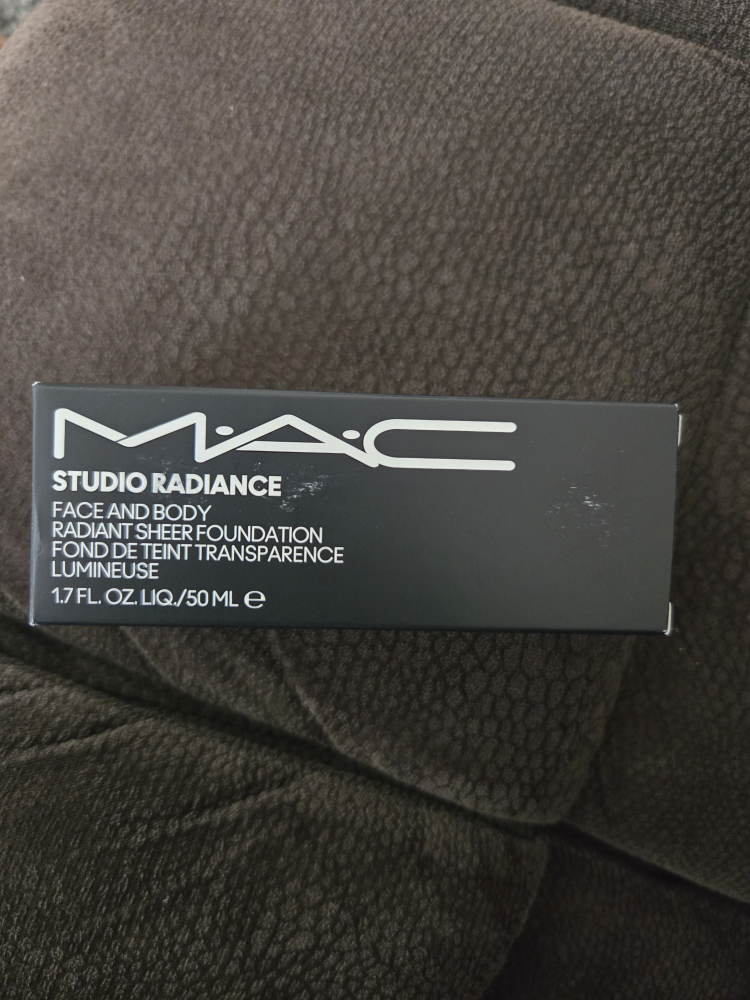 M·A·C
STUDIO RADIANCE
FACE AND BODY
RADIANT SHEER FOUNDATION
FOND DE TEINT TRANSPARENCE
LUMINEUSE
1.7 FL. OZ. LIQ./50 ML ℮